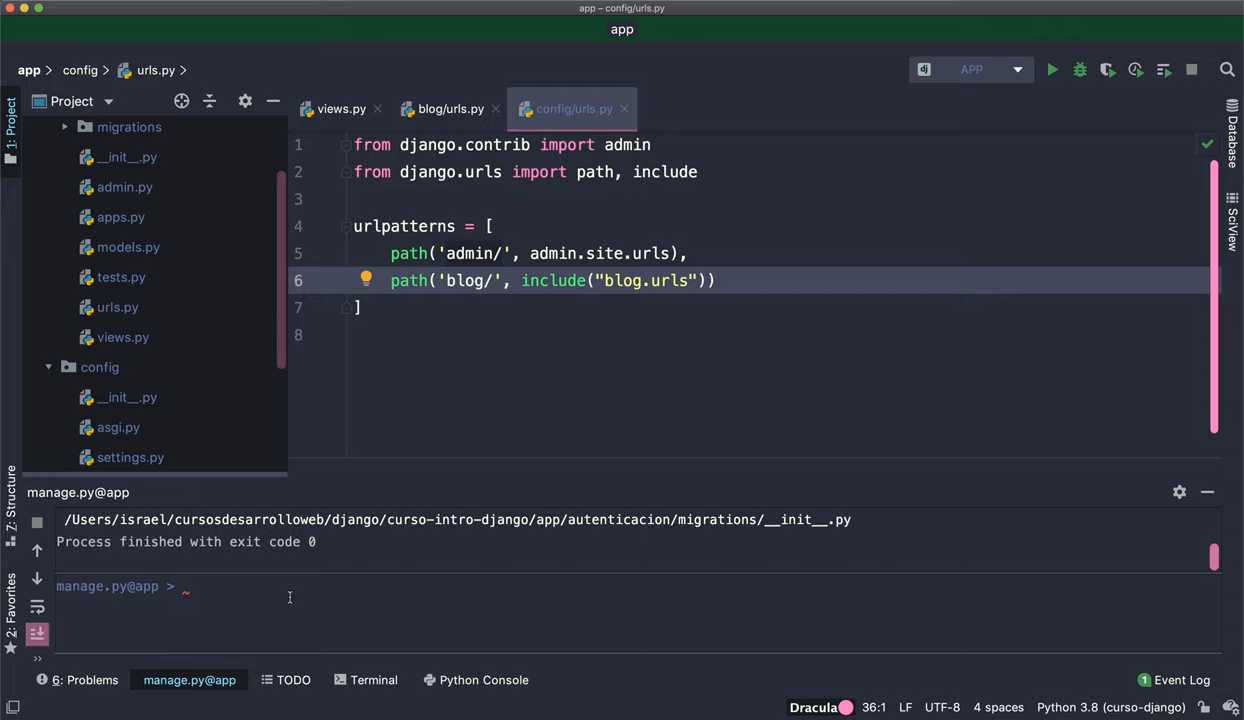 app – config/urls.py
app
app
config
urls.py
APP
1: Project
Project
views.py
blog/urls.py
config/urls.py
migrations
__init__.py
admin.py
apps.py
models.py
tests.py
urls.py
views.py
config
__init__.py
asgi.py
settings.py
1 from django.contrib import admin
2 from django.urls import path, include
3
4 urlpatterns = [
5 path('admin/', admin.site.urls),
6 path('blog/', include("blog.urls"))
7 ]
8
Database
SciView
Z: Structure
2: Favorites
manage.py@app
/Users/israel/cursosdesarrolloweb/django/curso-intro-django/app/autenticacion/migrations/__init__.py
Process finished with exit code 0
manage.py@app > ~
6: Problems
manage.py@app
TODO
Terminal
Python Console
1 Event Log
Dracula
36:1
LF
UTF-8
4 spaces
Python 3.8 (curso-django)